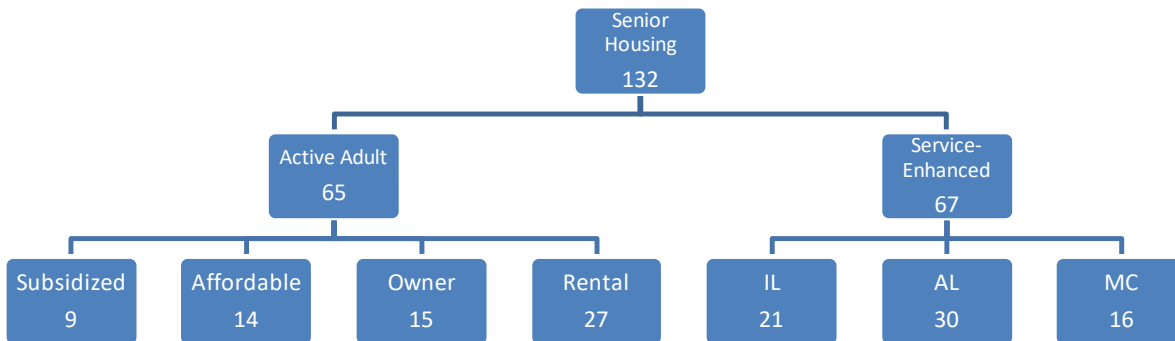 Senior
Housing
132
Active Adult
65
Service-
Enhanced
67
Subsidized
9
Affordable
14
Owner
15
Rental
27
IL
21
AL
30
MC
16